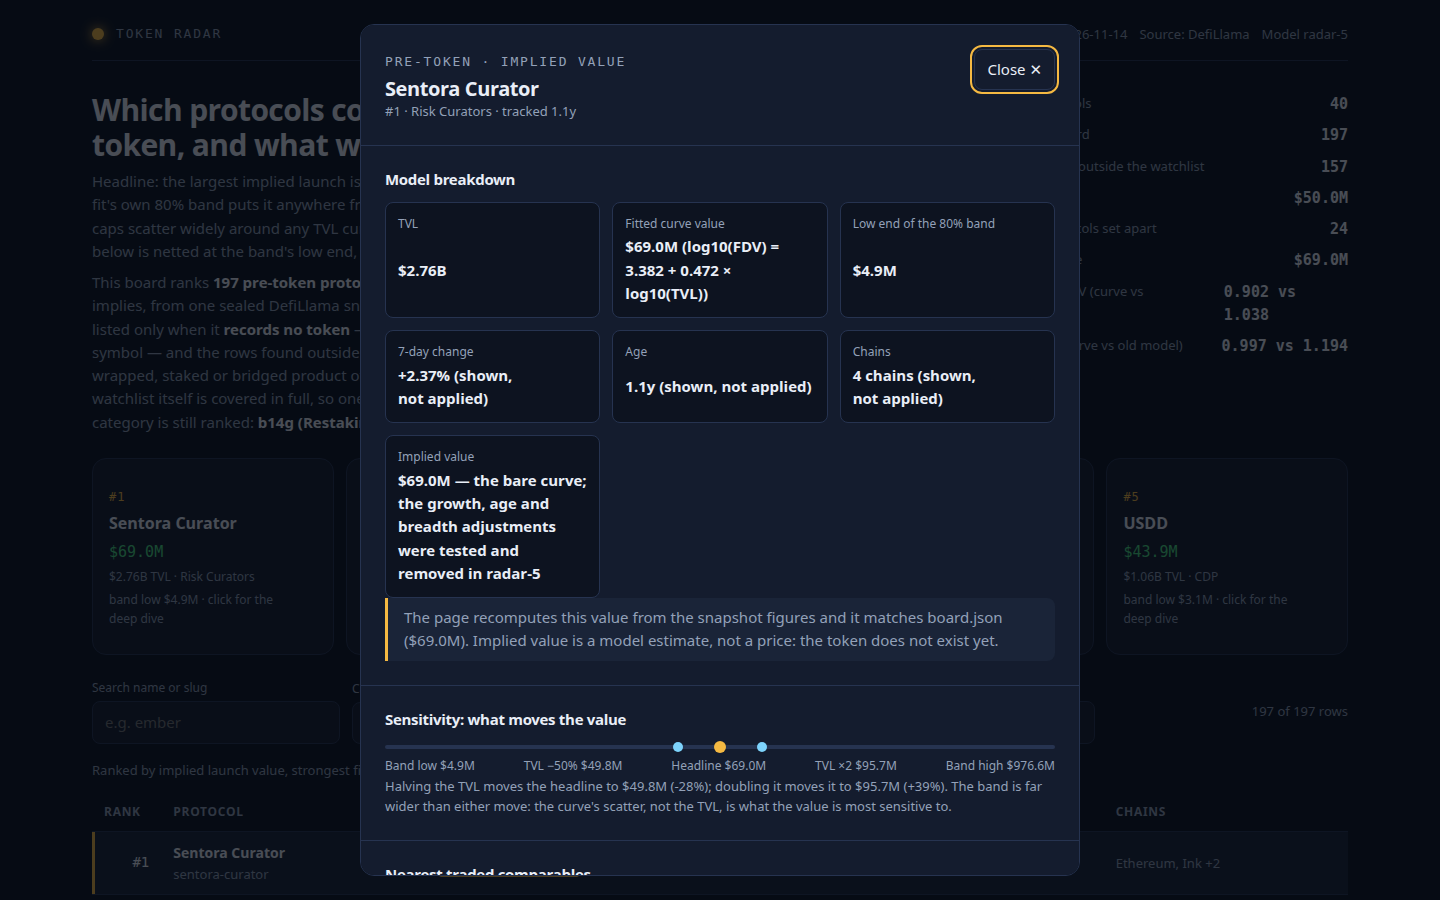 TOKEN RADAR
26-11-14 Source: DefiLlama Model radar-5
Which protocols co
token, and what w
Headline: the largest implied launch is
fit's own 80% band puts it anywhere fr
caps scatter widely around any TVL cu
below is netted at the band's low end,
This board ranks 197 pre-token proto
implies, from one sealed DefiLlama sn
listed only when it records no token –
symbol — and the rows found outside
wrapped, staked or bridged product o
watchlist itself is covered in full, so one
category is still ranked: b14g (Restaki
40
197
outside the watchlist 157
$50.0M
cols set apart 24
$69.0M
V (curve vs 0.902 vs
1.038
rve vs old model) 0.997 vs 1.194
#1
Sentora Curator
$69.0M
$2.76B TVL · Risk Curators
band low $4.9M · click for the
deep dive
#5
USDD
$43.9M
$1.06B TVL · CDP
band low $3.1M · click for the
deep dive
Search name or slug
e.g. ember
197 of 197 rows
Ranked by implied launch value, strongest fi
RANK PROTOCOL CHAINS
#1 Sentora Curator
sentora-curator
Ethereum, Ink +2
PRE-TOKEN · IMPLIED VALUE
Close ✕
Sentora Curator
#1 · Risk Curators · tracked 1.1y
Model breakdown
TVL
$2.76B
Fitted curve value
$69.0M (log10(FDV) =
3.382 + 0.472 ×
log10(TVL))
Low end of the 80% band
$4.9M
7-day change
+2.37% (shown,
not applied)
Age
1.1y (shown, not applied)
Chains
4 chains (shown,
not applied)
Implied value
$69.0M — the bare curve;
the growth, age and
breadth adjustments
were tested and
removed in radar-5
The page recomputes this value from the snapshot figures and it matches board.json
($69.0M). Implied value is a model estimate, not a price: the token does not exist yet.
Sensitivity: what moves the value
Band low $4.9M TVL −50% $49.8M Headline $69.0M TVL ×2 $95.7M Band high $976.6M
Halving the TVL moves the headline to $49.8M (-28%); doubling it moves it to $95.7M (+39%). The band is far
wider than either move: the curve's scatter, not the TVL, is what the value is most sensitive to.
Nearest traded comparables